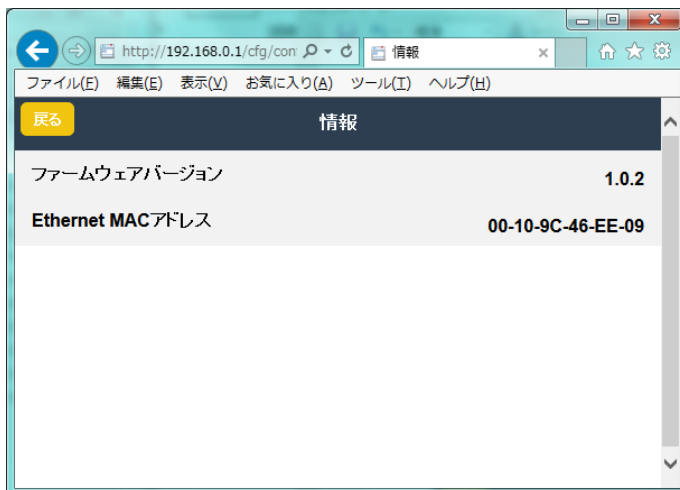 http://192.168.0.1/cfg/con
情報
ファイル(F) 編集(E) 表示(V) お気に入り(A) ツール(T) ヘルプ(H)
戻る 情報
ファームウェアバージョン 1.0.2
Ethernet MACアドレス 00-10-9C-46-EE-09